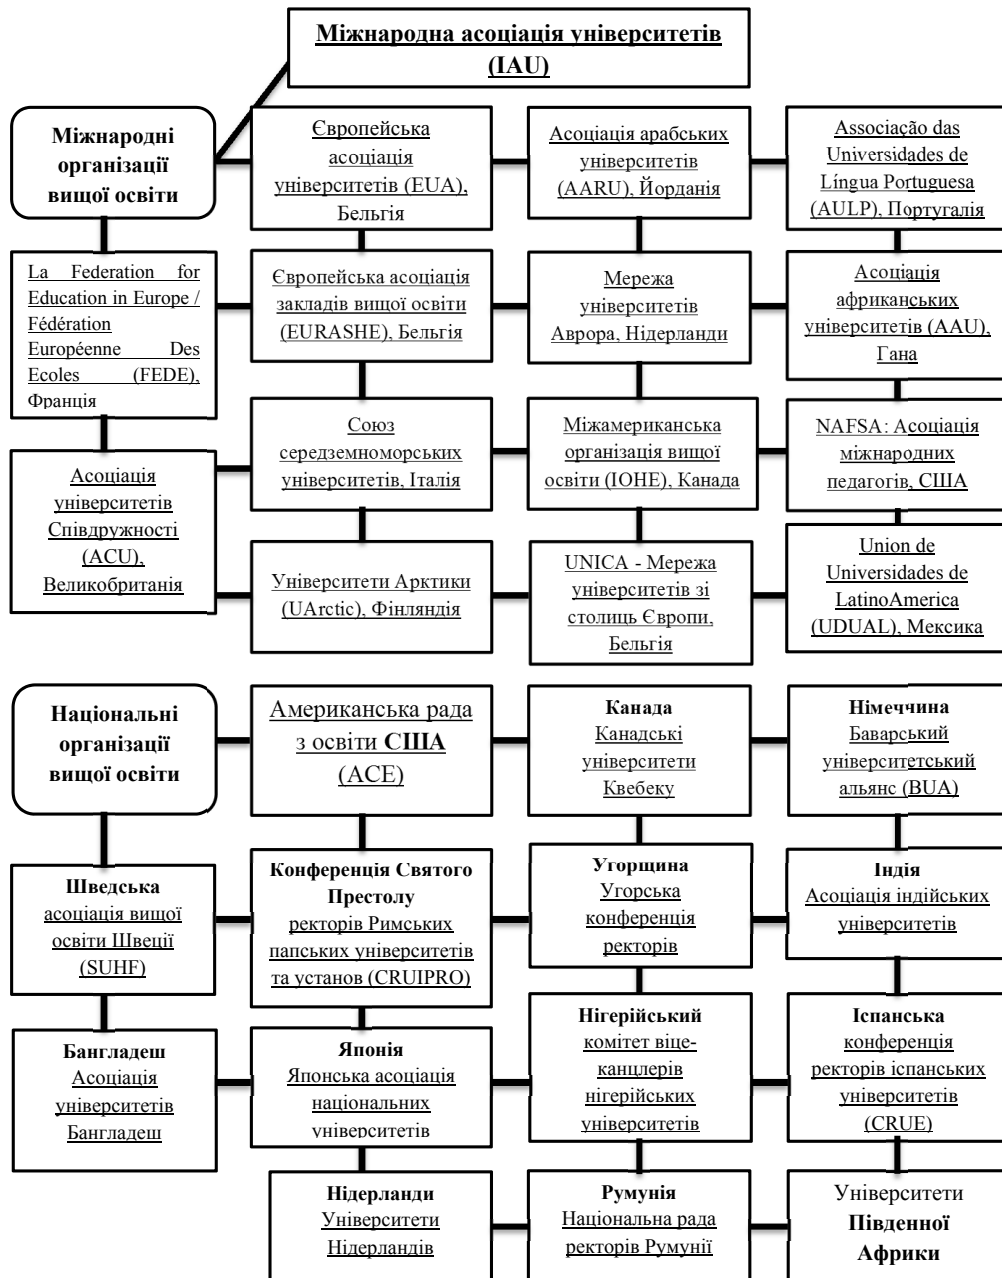 Міжнародна асоціація університетів
(IAU)
Міжнародні
організації
вищої освіти
Європейська
асоціація
університетів (EUA),
Бельгія
Асоціація арабських
університетів
(AARU), Йорданія
Associação das
Universidades de
Língua Portuguesa
(AULP), Португалія
La Federation for
Education in Europe /
Fédération
Européenne Des
Ecoles (FEDE),
Франція
Європейська асоціація
закладів вищої освіти
(EURASHE), Бельгія
Мережа
університетів
Аврора, Нідерланди
Асоціація
африканських
університетів (AAU),
Гана
Асоціація
університетів
Співдружності
(ACU),
Великобританія
Союз
середземноморських
університетів, Італія
Міжамериканська
організація вищої
освіти (IOHE), Канада
NAFSA: Асоціація
міжнародних
педагогів, США
Університети Арктики
(UArctic), Фінляндія
UNICA - Мережа
університетів зі
столиць Європи,
Бельгія
Union de
Universidades de
LatinoAmerica
(UDUAL), Мексика
Національні
організації
вищої освіти
Американська рада
з освіти США
(ACE)
Канада
Канадські
університети
Квебеку
Німеччина
Баварський
університетський
альянс (BUA)
Шведська
асоціація вищої
освіти Швеції
(SUHF)
Конференція Святого
Престолу
ректорів Римських
папських університетів
та установ (CRUIPRO)
Угорщина
Угорська
конференція
ректорів
Індія
Асоціація індійських
університетів
Бангладеш
Асоціація
університетів
Бангладеш
Японія
Японська асоціація
національних
університетів
Нігерійський
комітет віце-
канцлерів
нігерійських
університетів
Іспанська
конференція
ректорів іспанських
університетів
(CRUE)
Нідерланди
Університети
Нідерландів
Румунія
Національна рада
ректорів Румунії
Університети
Південної
Африки